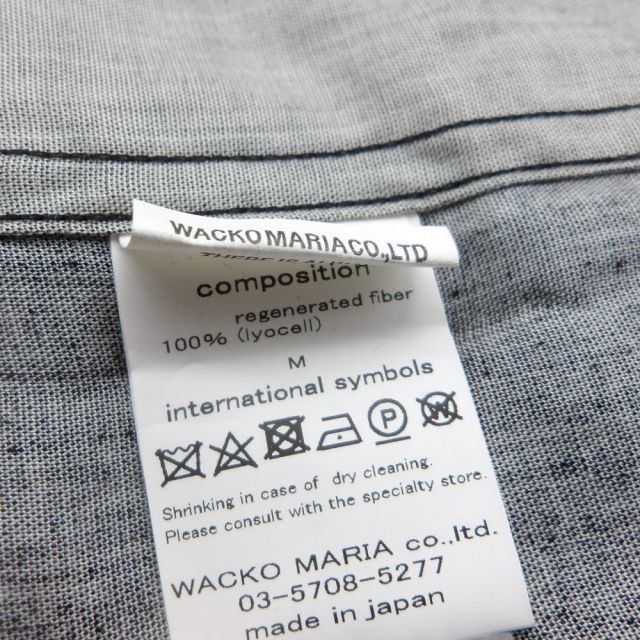 WACKO MARIA CO., LTD
composition
regenerated fiber
100% (lyocell)
M
international symbols
P W
Shrinking in case of dry cleaning.
Please consult with the specialty store.
WACKO MARIA co.,ltd.
03-5708-5277
made in japan